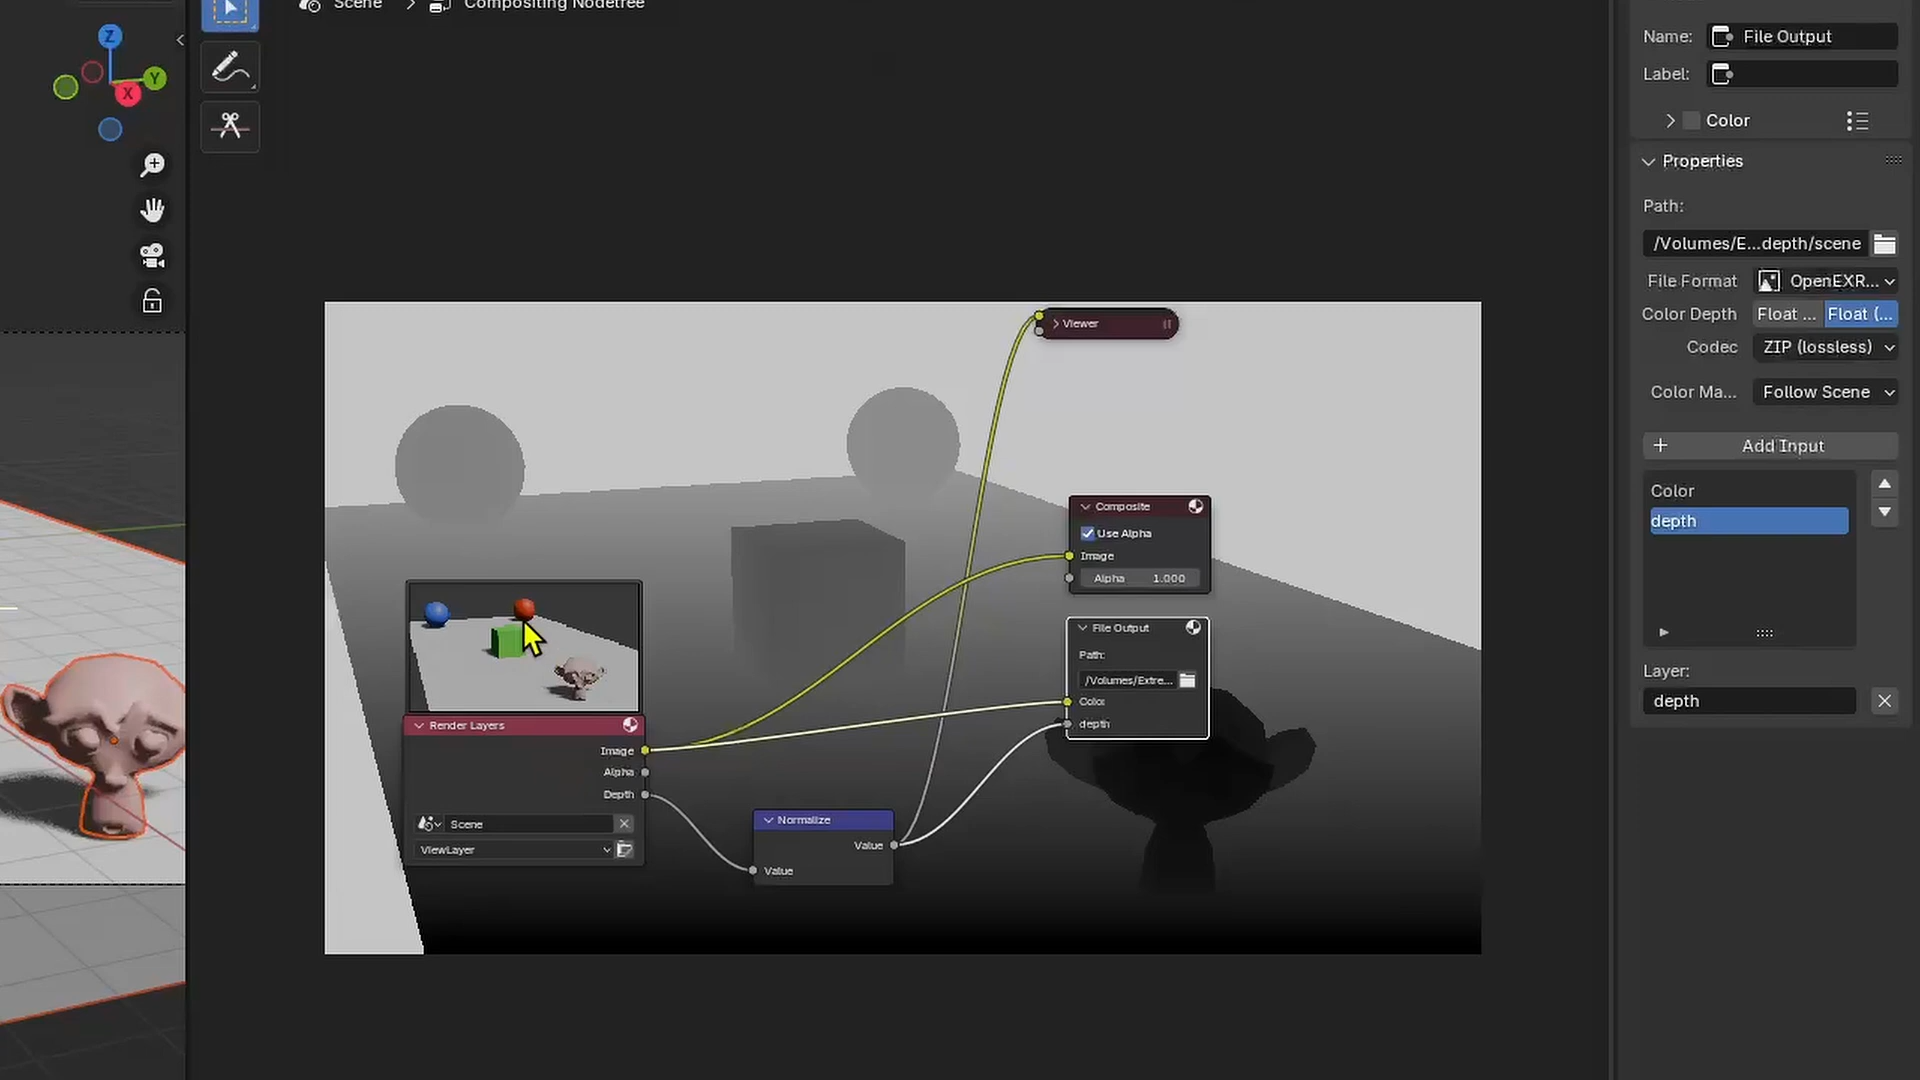 Scene > Compositing Nodetree
Z
Y
X
Name: File Output
Label:
Color
Properties
Path:
/Volumes/E...depth/scene
File Format OpenEXR...
Color Depth Float ... Float (...
Codec ZIP (lossless)
Color Ma... Follow Scene
+ Add Input
Color
depth
Layer:
depth
Viewer
Composite
Use Alpha
Image
Alpha 1.000
File Output
Path:
/Volumes/Extre...
Color
depth
Render Layers
Image
Alpha
Depth
Scene
ViewLayer
Normalize
Value
Value